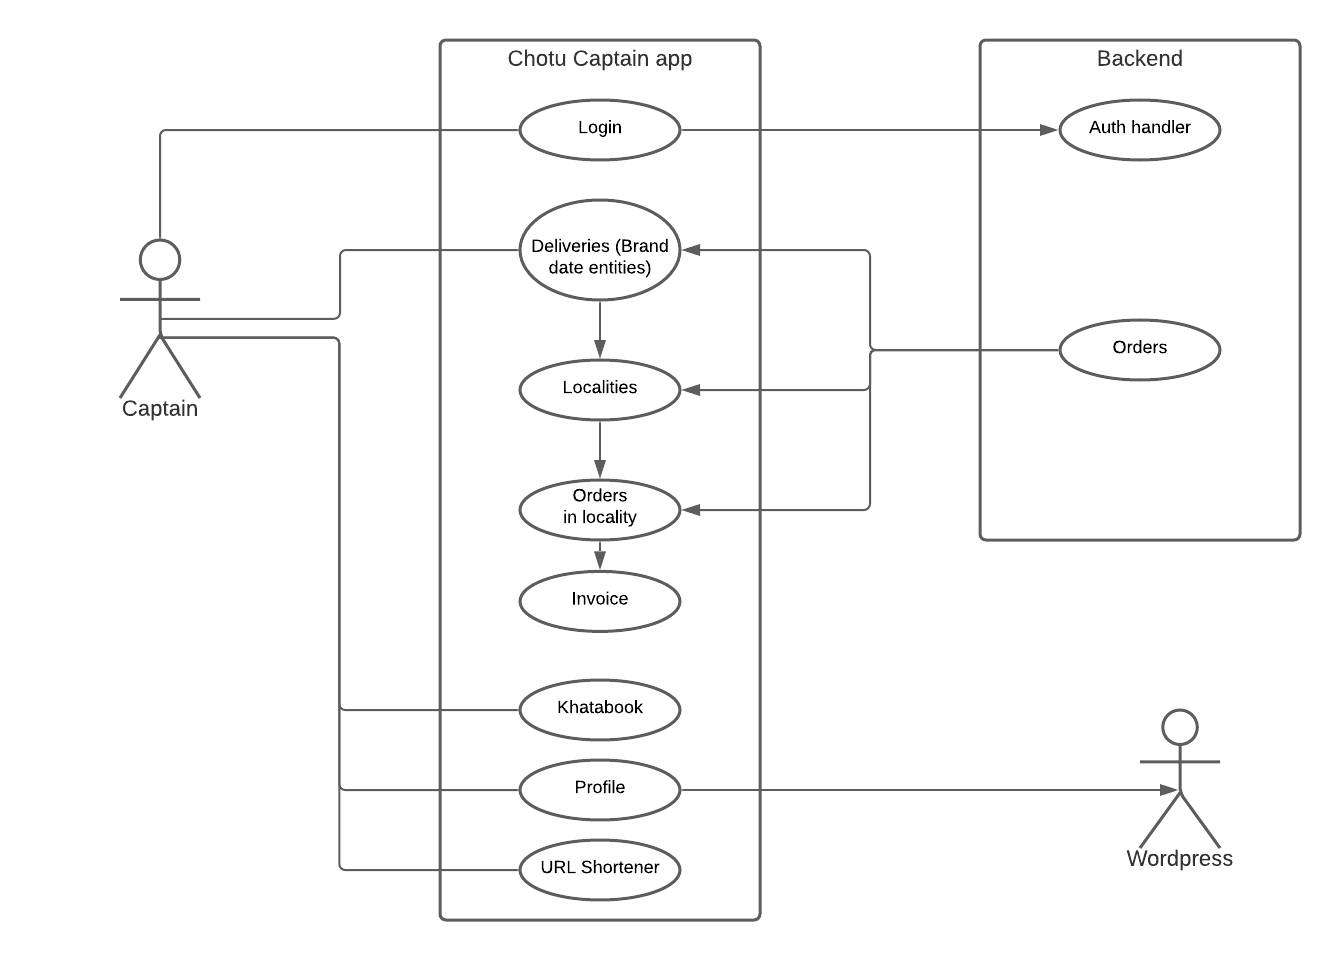 Chotu Captain app
Backend
Login
Auth handler
Deliveries (Brand
date entities)
Orders
Localities
Captain
Orders
in locality
Invoice
Khatabook
Profile
Wordpress
URL Shortener